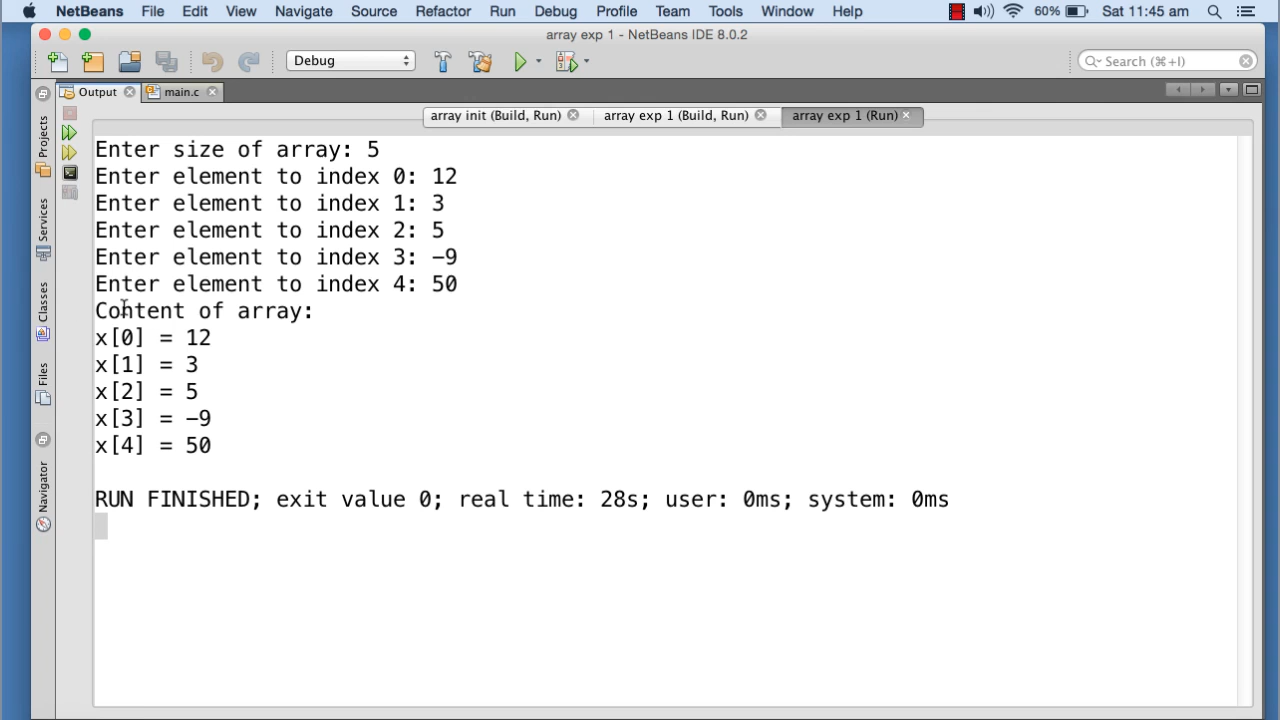 NetBeans File Edit View Navigate Source Refactor Run Debug Profile Team Tools Window Help 60% Sat 11:45 am
array exp 1 - NetBeans IDE 8.0.2
Debug Search (⌘+I)
Output main.c
array init (Build, Run) array exp 1 (Build, Run) array exp 1 (Run)
Projects
Services
Classes
Files
Navigator
Enter size of array: 5
Enter element to index 0: 12
Enter element to index 1: 3
Enter element to index 2: 5
Enter element to index 3: -9
Enter element to index 4: 50
Content of array:
x[0] = 12
x[1] = 3
x[2] = 5
x[3] = -9
x[4] = 50
RUN FINISHED; exit value 0; real time: 28s; user: 0ms; system: 0ms